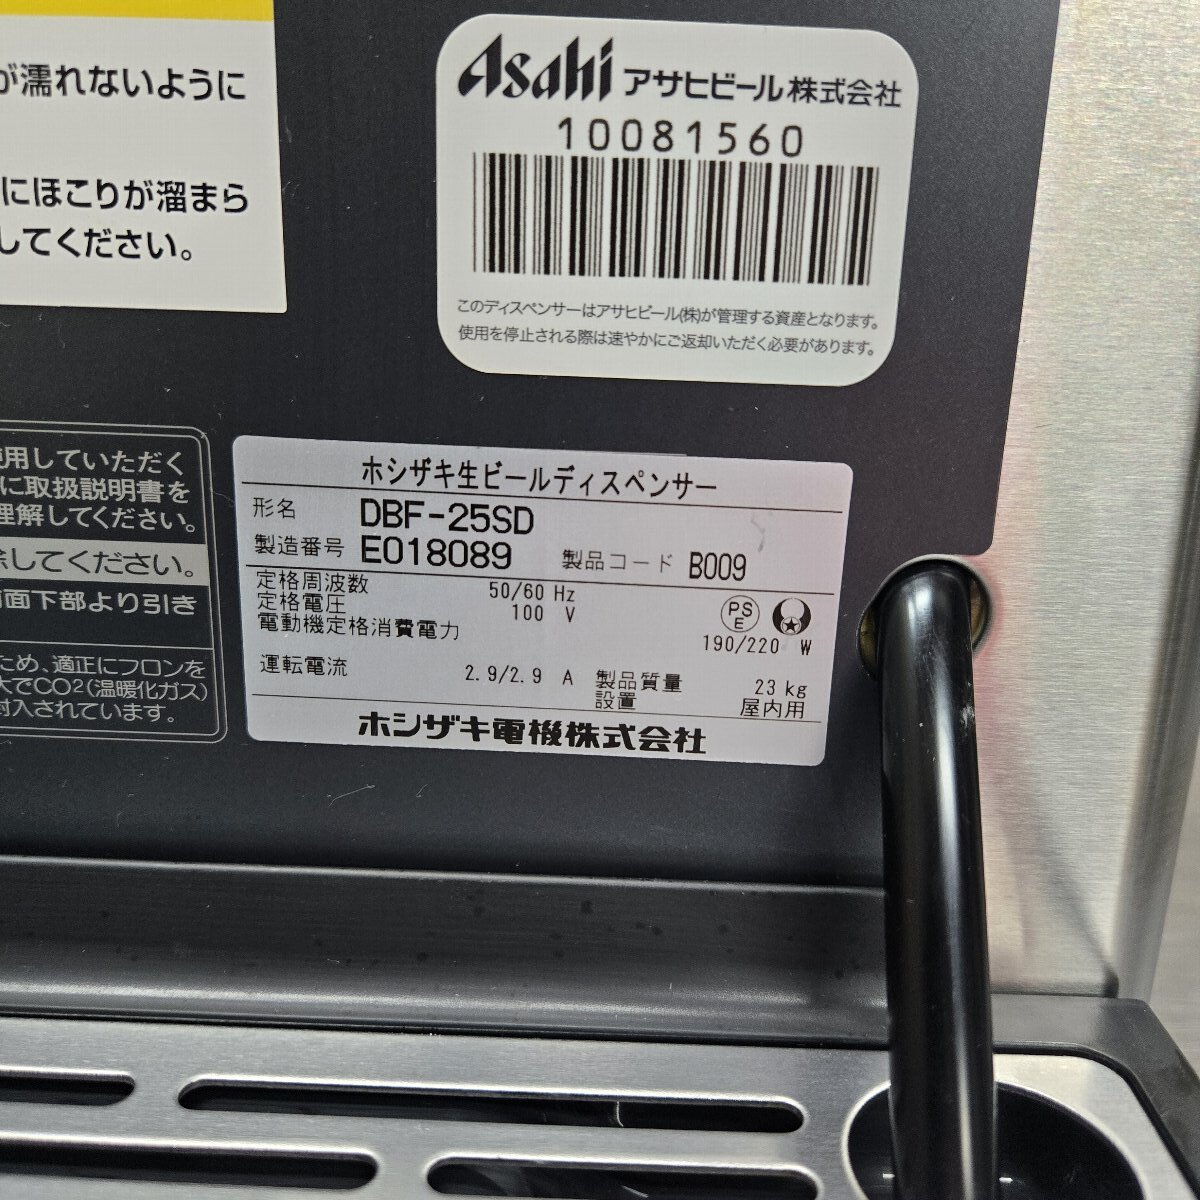 が濡れないように
にほこりが溜まら
してください。
Asahi アサヒビール株式会社
10081560
このディスペンサーはアサヒビール(株)が管理する資産となります。
使用を停止される際は速やかにご返却いただく必要があります。
使用していただく
に取扱説明書を
理解してください。
除してください。
前面下部より引き
ため、適正にフロンを
大でCO2(温暖化ガス)
封入されています。
ホシザキ生ビールディスペンサー
形名 DBF-25SD
製造番号 E018089 製品コード B009
定格周波数 50/60 Hz
定格電圧 100 V
PS
E
電動機定格消費電力 190/220 W
運転電流 2.9/2.9 A 製品質量 23 kg
設置 屋内用
ホシザキ電機株式会社